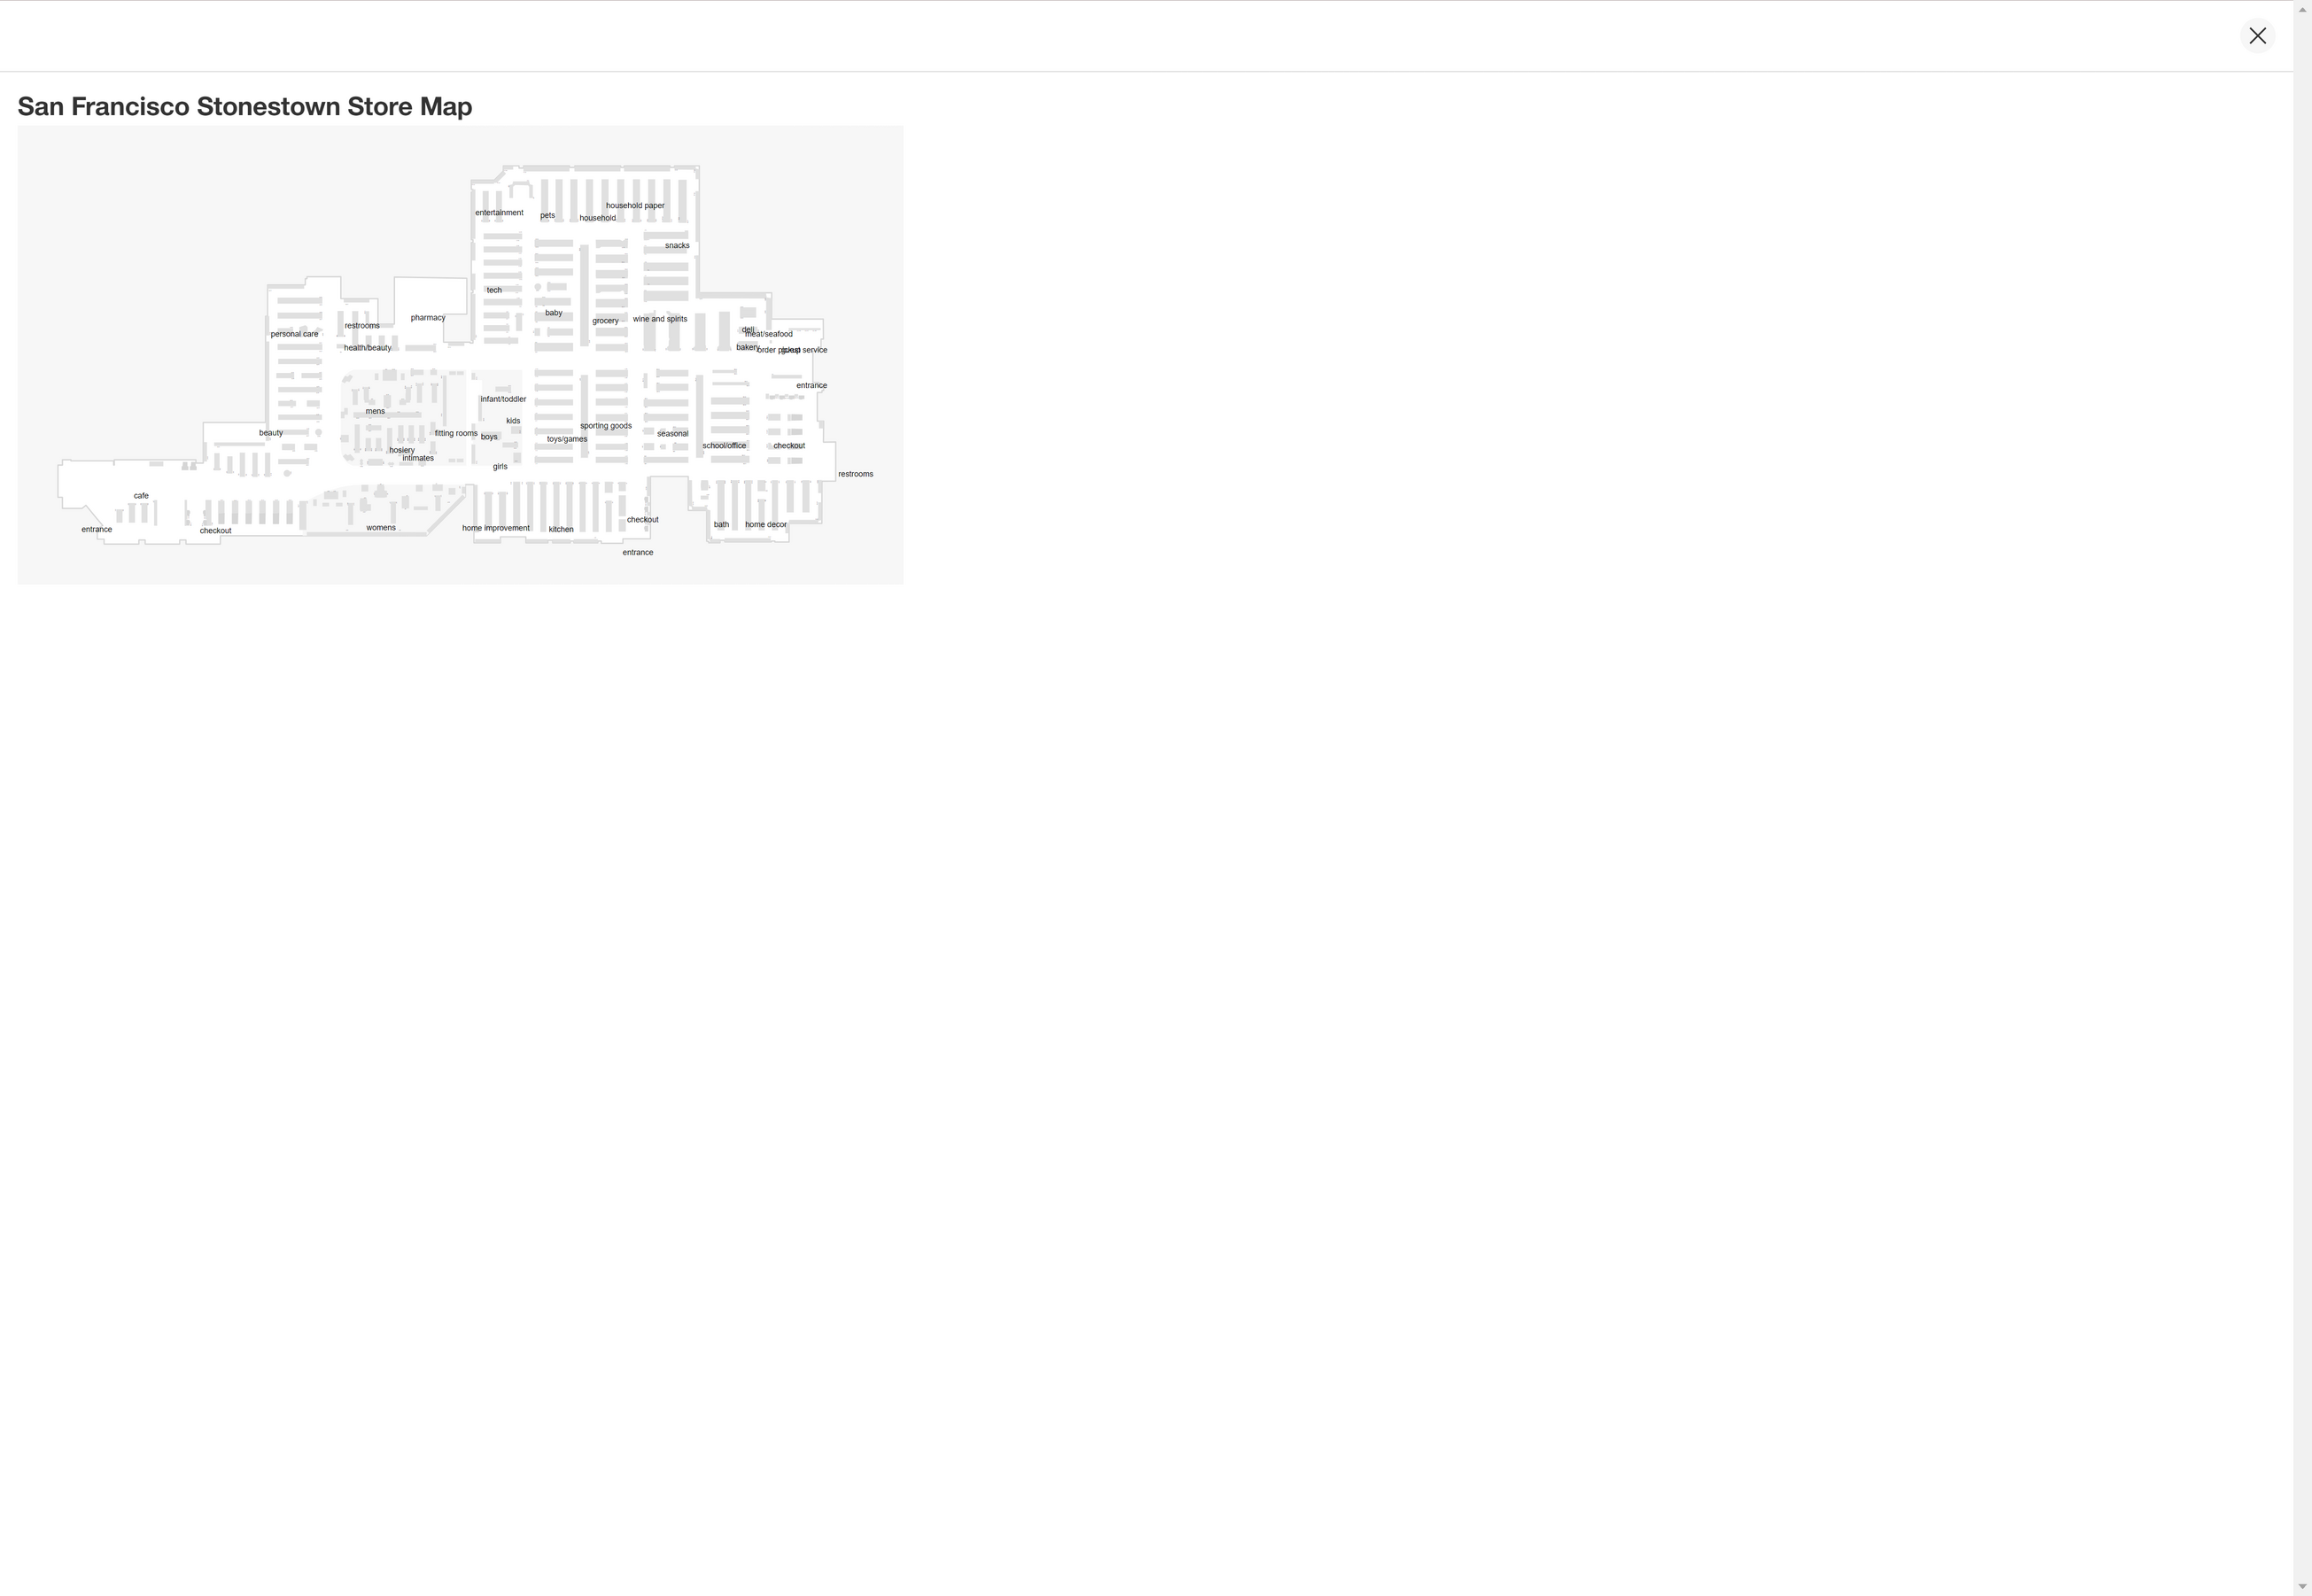 San Francisco Stonestown Store Map
household paper
entertainment
pets
household
snacks
tech
baby
pharmacy
wine and spirits
grocery
restrooms
deli
personal care
meat/seafood
health/beauty
bakery
order pickup
guest service
entrance
infant/toddler
mens
kids
sporting goods
beauty
fitting rooms
boys
seasonal
toys/games
school/office
checkout
hosiery
intimates
girls
restrooms
cafe
checkout
bath
home decor
womens
home improvement
kitchen
entrance
checkout
entrance